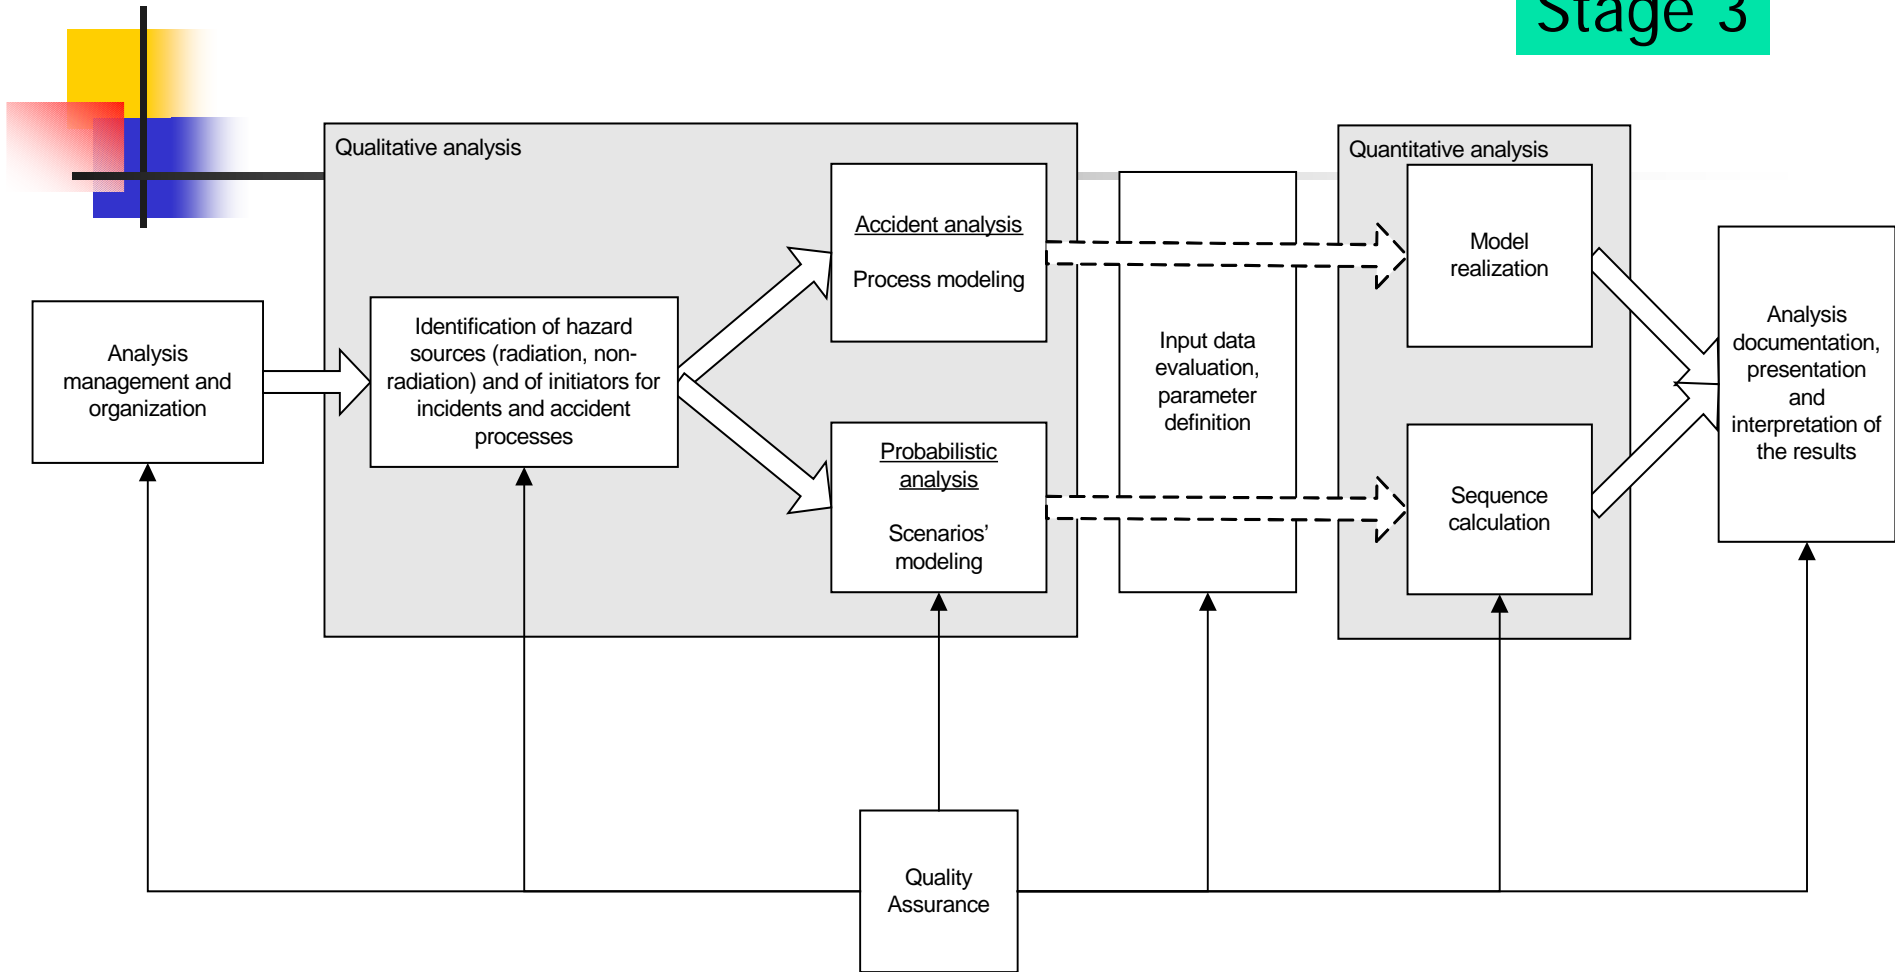 Stage 3
Qualitative analysis
Quantitative analysis
Analysis
management and
organization
Identification of hazard
sources (radiation, non-
radiation) and of initiators for
incidents and accident
processes
Accident analysis
Process modeling
Probabilistic
analysis
Scenarios’
modeling
Input data
evaluation,
parameter
definition
Model
realization
Sequence
calculation
Analysis
documentation,
presentation
and
interpretation of
the results
Quality
Assurance